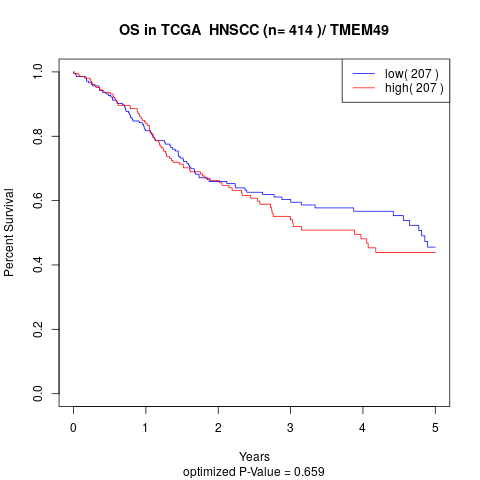 OS in TCGA  HNSCC (n= 414 )/ TMEM49
low( 207 )
high( 207 )
Percent Survival
1.0
0.8
0.6
0.4
0.2
0.0
0 1 2 3 4 5
Years
optimized P-Value = 0.659